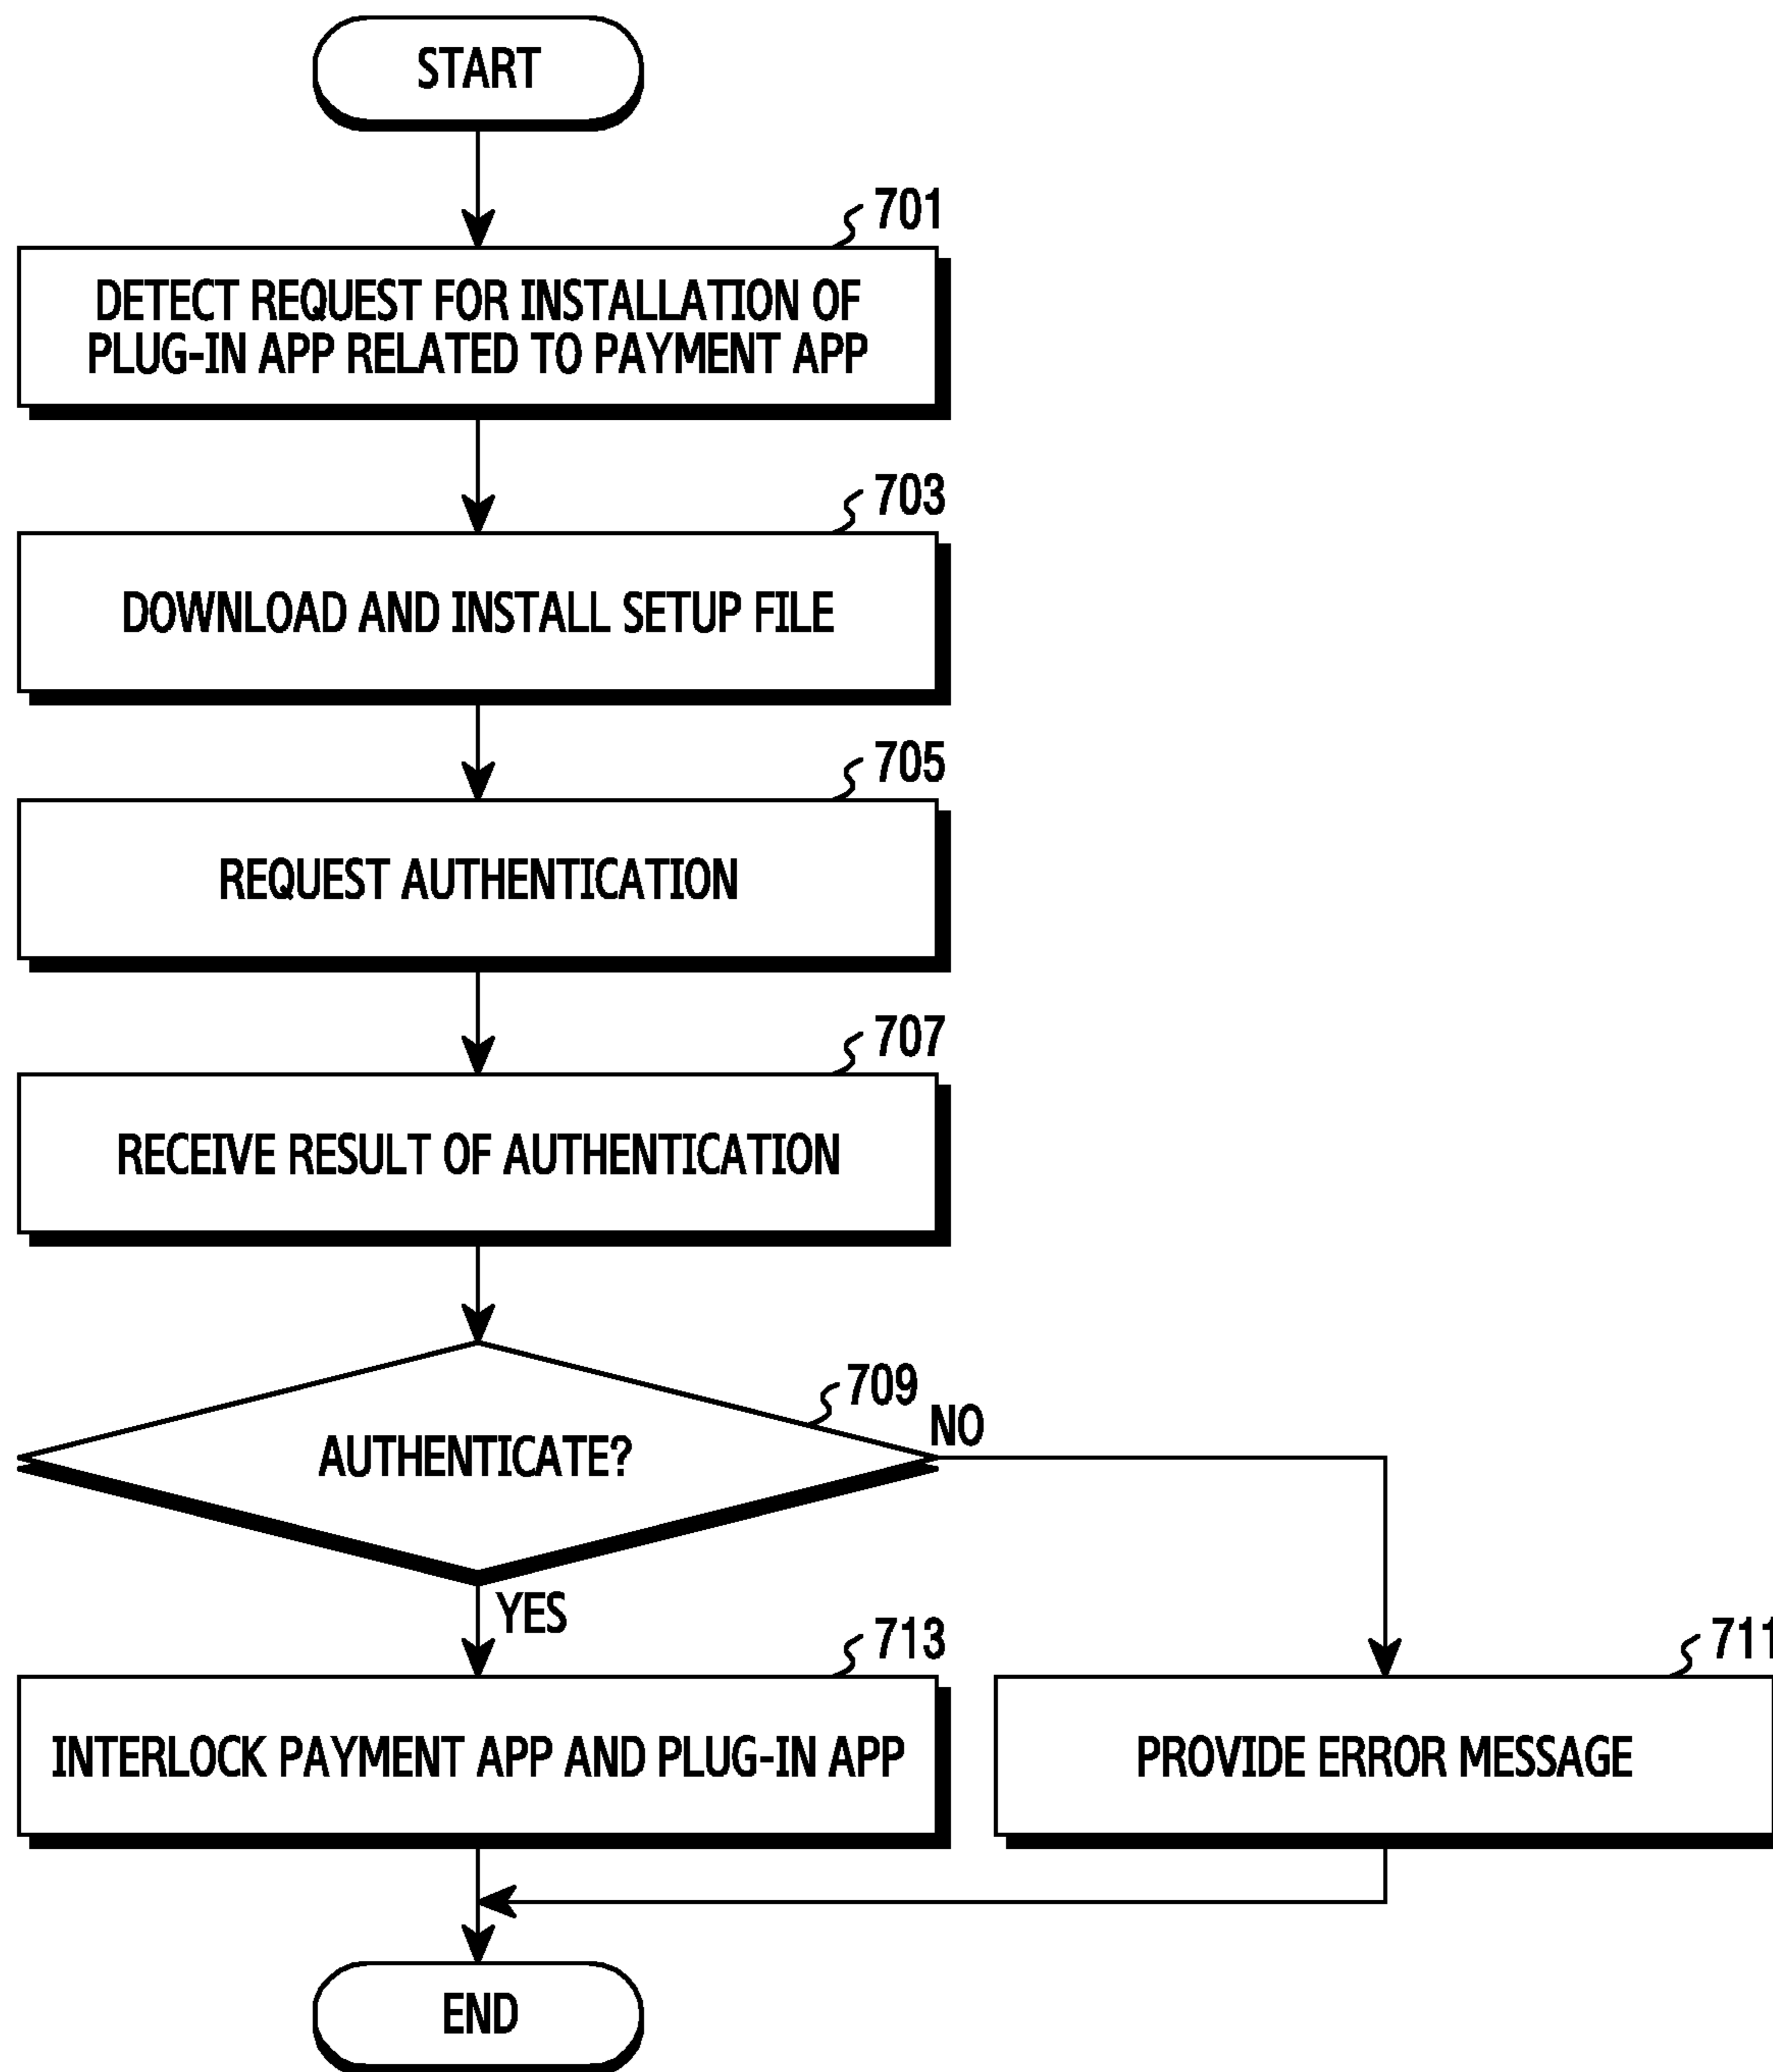 START
701
DETECT REQUEST FOR INSTALLATION OF
PLUG-IN APP RELATED TO PAYMENT APP
703
DOWNLOAD AND INSTALL SETUP FILE
705
REQUEST AUTHENTICATION
707
RECEIVE RESULT OF AUTHENTICATION
709
AUTHENTICATE?
NO
YES
713
INTERLOCK PAYMENT APP AND PLUG-IN APP
711
PROVIDE ERROR MESSAGE
END